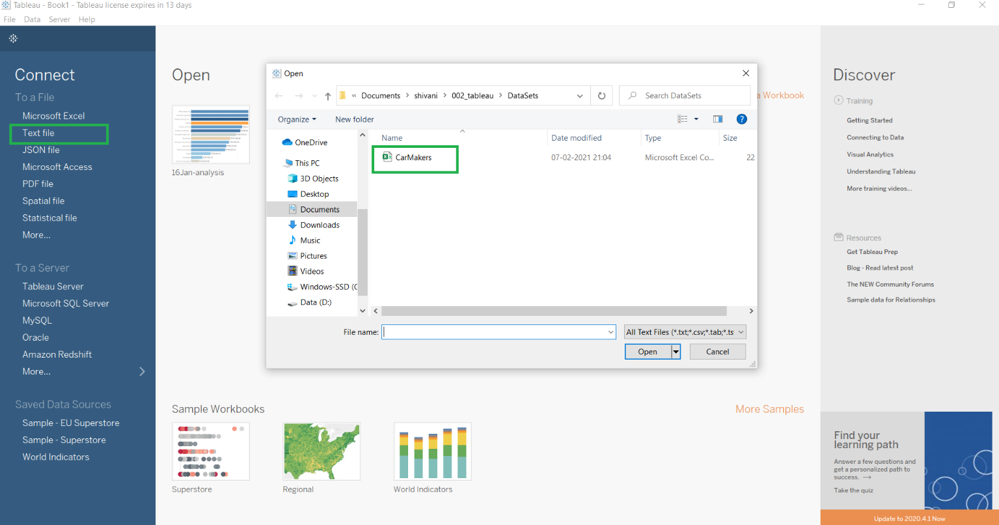 Tableau - Book1 - Tableau license expires in 13 days
File Data Server Help
Connect
To a File
Microsoft Excel
Text file
JSON file
Microsoft Access
PDF file
Spatial file
Statistical file
More...
To a Server
Tableau Server
Microsoft SQL Server
MySQL
Oracle
Amazon Redshift
More...
Saved Data Sources
Sample - EU Superstore
Sample - Superstore
World Indicators
Open
16Jan-analysis
a Workbook
Open
« Documents > shivani > 002_tableau > DataSets
Search DataSets
Organize New folder
OneDrive
This PC
3D Objects
Desktop
Documents
Downloads
Music
Pictures
Videos
Windows-SSD (C
Data (D:)
Name Date modified Type Size
CarMakers 07-02-2021 21:04 Microsoft Excel Co... 22
File name: All Text Files (*.txt;*.csv;*.tab;*.ts
Open Cancel
Sample Workbooks
More Samples
Superstore
Regional
World Indicators
Discover
Training
Getting Started
Connecting to Data
Visual Analytics
Understanding Tableau
More training videos...
Resources
Get Tableau Prep
Blog - Read latest post
The NEW Community Forums
Sample data for Relationships
Find your
learning path
Answer a few questions and
get a personalized path to
success. →
Take the quiz
Update to 2020.4.1 Now